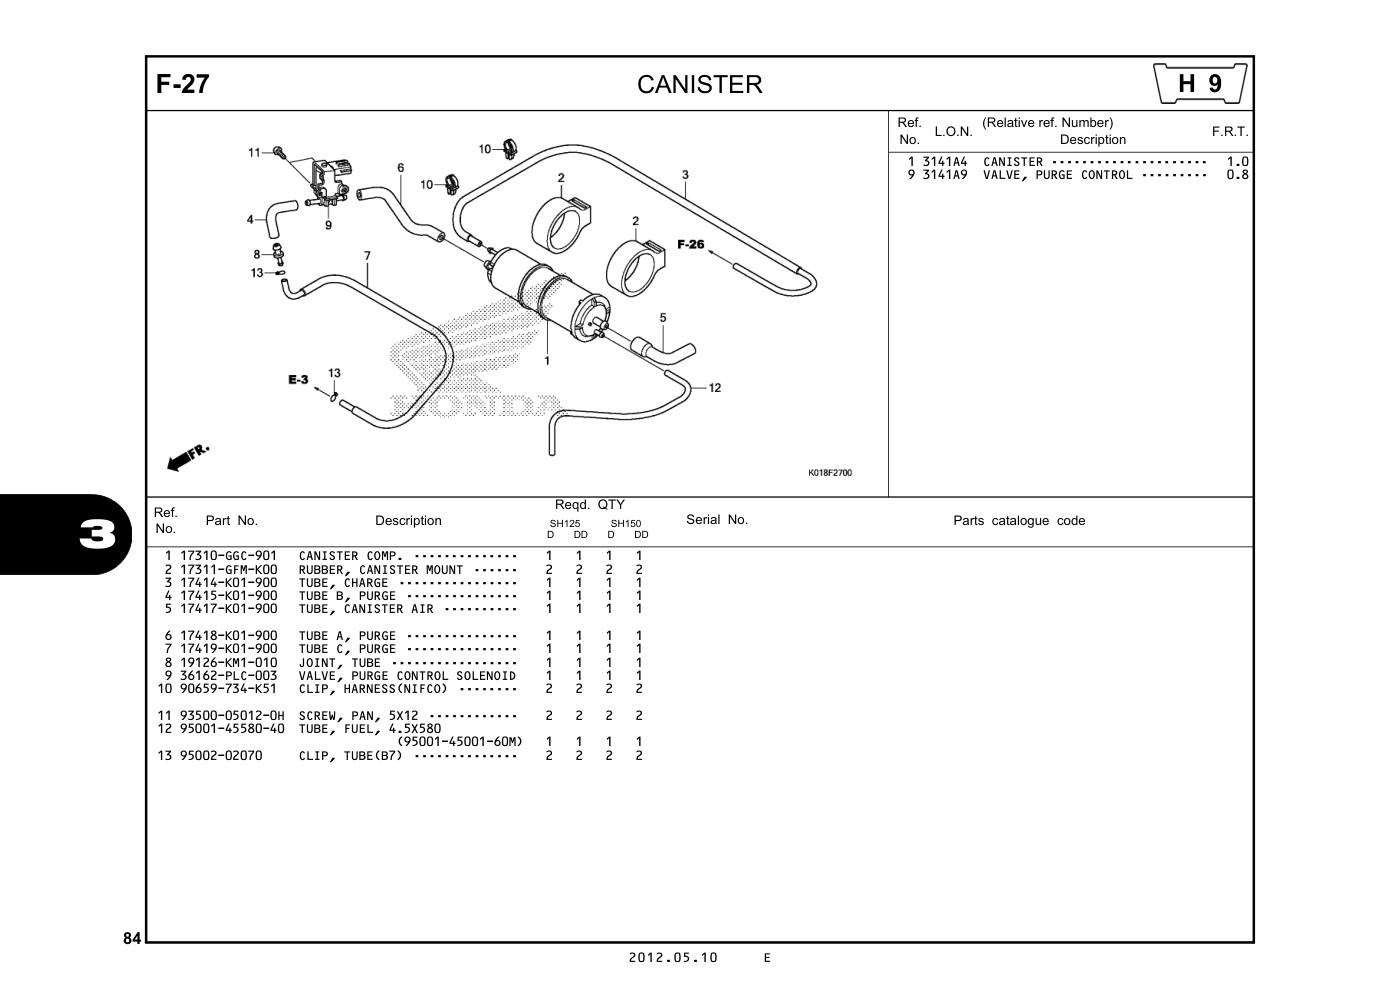 F-27
CANISTER
H 9
11
10
6
10
3
2
2
4
9
8
13
7
F-26
5
1
E-3
13
12
HONDA
FR.
K018F2700
Ref. No. L.O.N. (Relative ref. Number) Description F.R.T.
1 3141A4 CANISTER --------------------- 1.0
9 3141A9 VALVE, PURGE CONTROL --------- 0.8
3
Ref. No. Part No. Description Reqd. QTY Serial No. Parts catalogue code
SH125 SH150
D DD D DD
1 17310-GGC-901 CANISTER COMP. -------------- 1 1 1 1
2 17311-GFM-K00 RUBBER, CANISTER MOUNT ------ 2 2 2 2
3 17414-K01-900 TUBE, CHARGE ---------------- 1 1 1 1
4 17415-K01-900 TUBE B, PURGE --------------- 1 1 1 1
5 17417-K01-900 TUBE, CANISTER AIR ---------- 1 1 1 1
6 17418-K01-900 TUBE A, PURGE --------------- 1 1 1 1
7 17419-K01-900 TUBE C, PURGE --------------- 1 1 1 1
8 19126-KM1-010 JOINT, TUBE ----------------- 1 1 1 1
9 36162-PLC-003 VALVE, PURGE CONTROL SOLENOID 1 1 1 1
10 90659-734-K51 CLIP, HARNESS(NIFCO) -------- 2 2 2 2
11 93500-05012-0H SCREW, PAN, 5X12 ------------ 2 2 2 2
12 95001-45580-40 TUBE, FUEL, 4.5X580
(95001-45001-60M) 1 1 1 1
13 95002-02070 CLIP, TUBE(B7) -------------- 2 2 2 2
84
2012.05.10 E